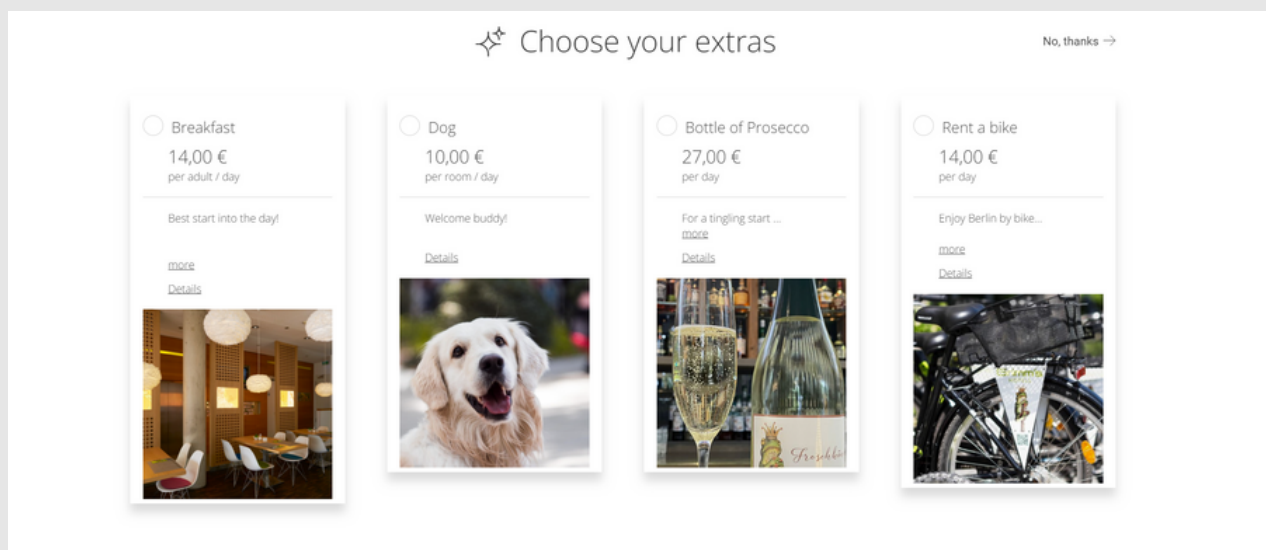 Choose your extras
No, thanks →
Breakfast
14,00 €
per adult / day
Best start into the day!
more
Details
Dog
10,00 €
per room / day
Welcome buddy!
Details
Bottle of Prosecco
27,00 €
per day
For a tingling start ...
more
Details
Rent a bike
14,00 €
per day
Enjoy Berlin by bike...
more
Details